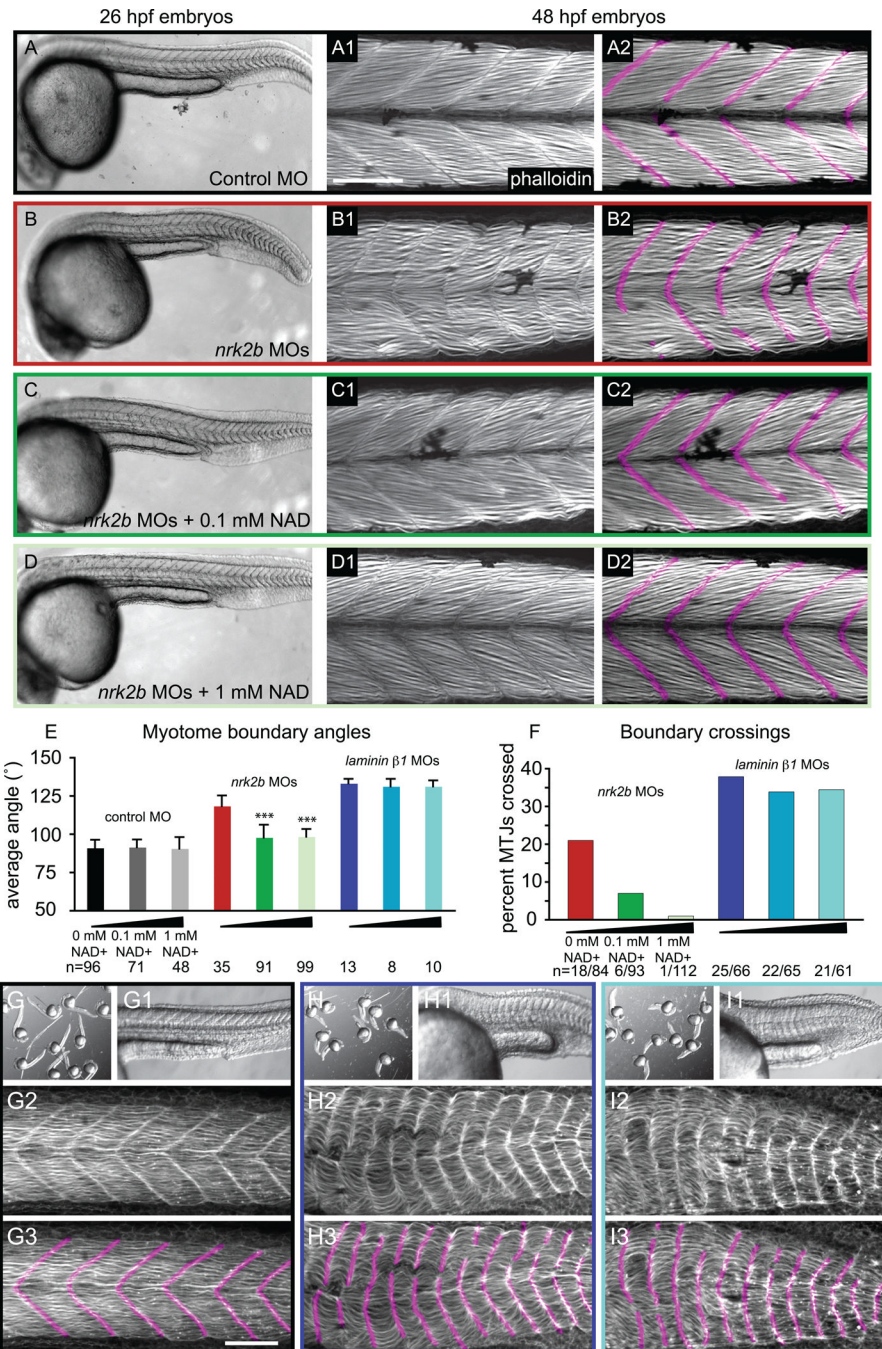 26 hpf embryos
48 hpf embryos
A
Control MO
A1
phalloidin
A2
B
nrk2b MOs
B1
B2
C
nrk2b MOs + 0.1 mM NAD
C1
C2
D
nrk2b MOs + 1 mM NAD
D1
D2
E
Myotome boundary angles
average angle (°)
150
125
100
75
50
control MO
nrk2b MOs
***
***
laminin β1 MOs
0 mM 0.1 mM 1 mM
NAD+ NAD+ NAD+
n=96 71 48 35 91 99 13 8 10
F
Boundary crossings
percent MTJs crossed
40
30
20
10
0
nrk2b MOs
laminin β1 MOs
0 mM 0.1 mM 1 mM
NAD+ NAD+ NAD+
n=18/84 6/93 1/112 25/66 22/65 21/61
G
G1
H
H1
I
I1
G2
H2
I2
G3
H3
I3